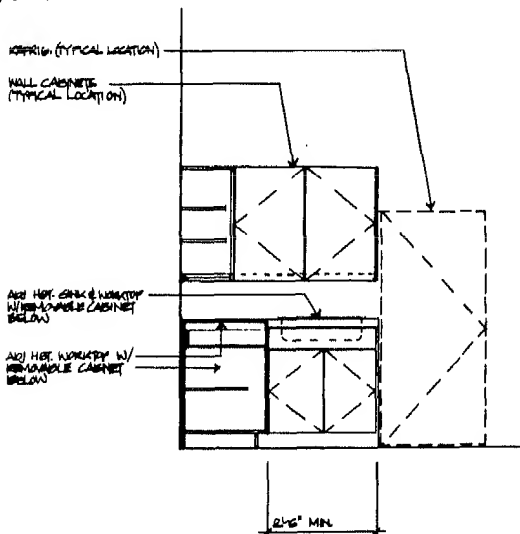 REFRIG. (TYPICAL LOCATION)
WALL CABINETS
(TYPICAL LOCATION)
ADJ HGT. SINK & WORKTOP
W/REMOVABLE CABINET
BELOW
ADJ HGT. WORKTOP W/
REMOVABLE CABINET
BELOW
2'-6" MIN.